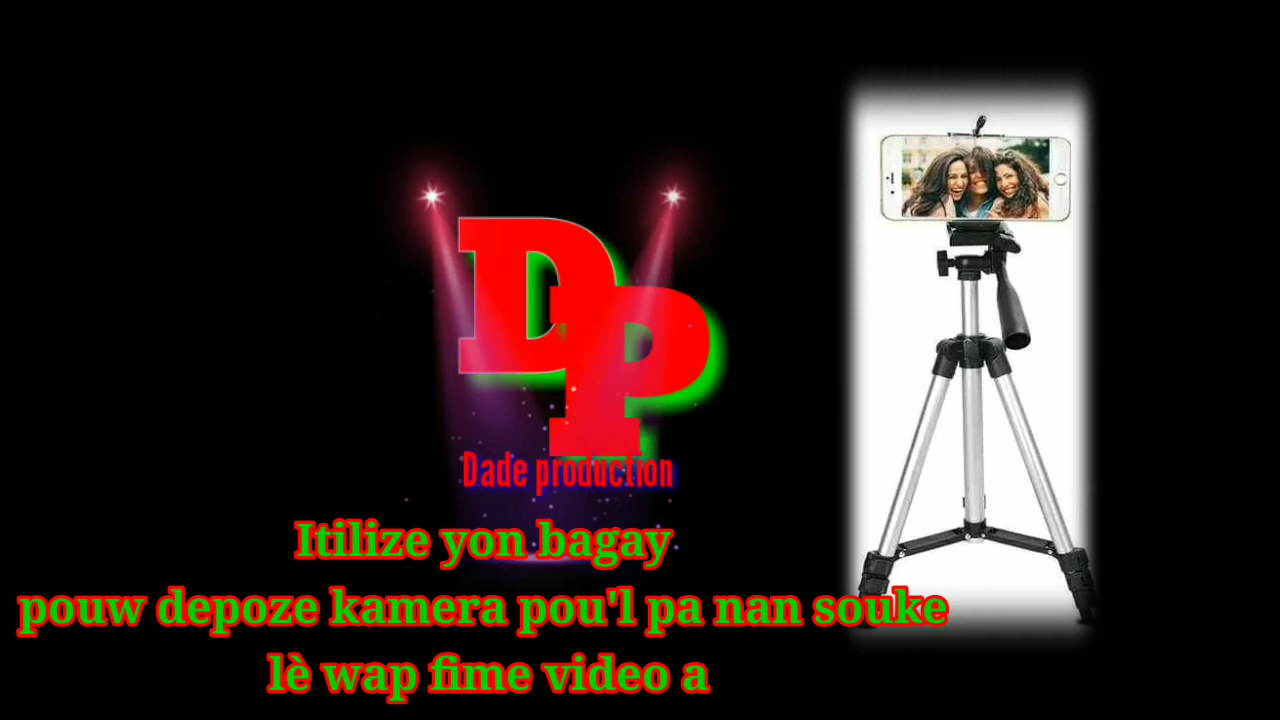 DP
Dade production
Itilize yon bagay
pouw depoze kamera pou'l pa nan souke
lè wap fime video a